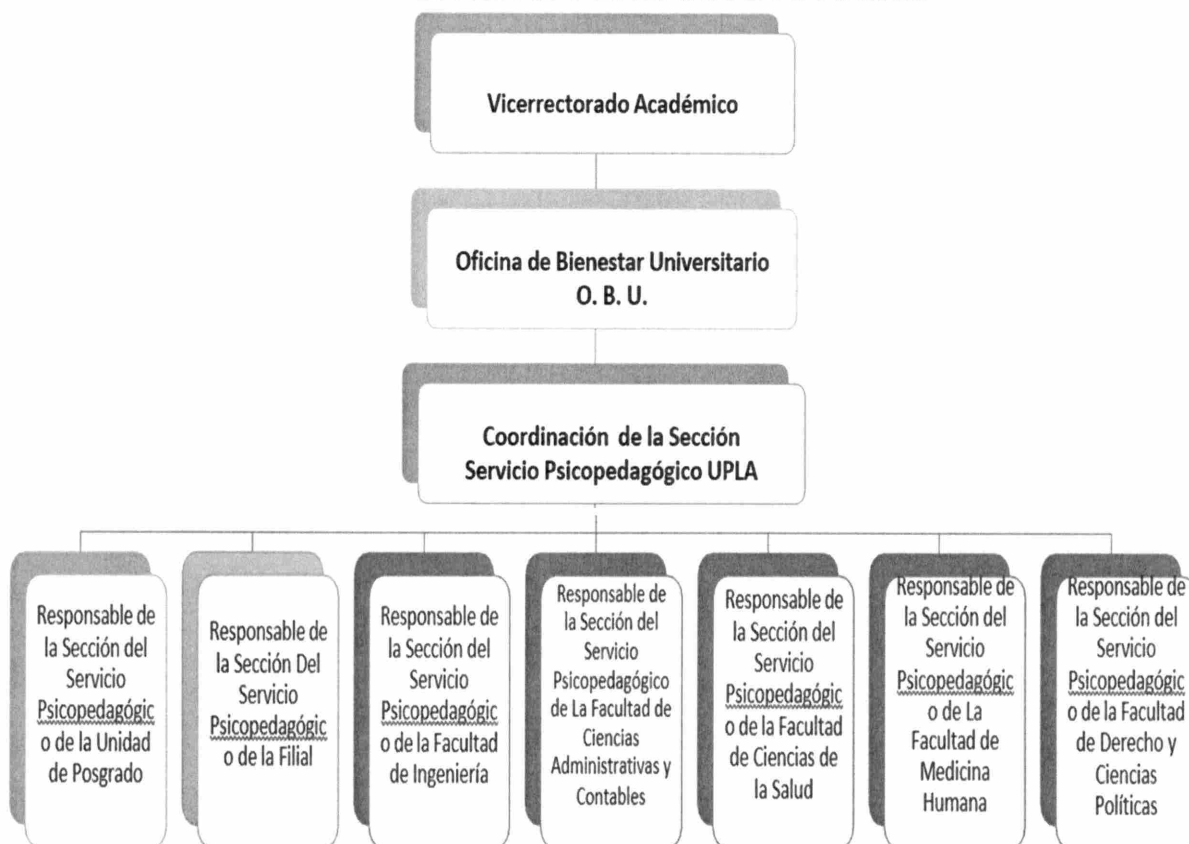 Vicerrectorado Académico
Oficina de Bienestar Universitario
O. B. U.
Coordinación de la Sección
Servicio Psicopedagógico UPLA
Responsable de
la Sección del
Servicio
Psicopedagógic
o de la Unidad
de Posgrado
Responsable de
la Sección Del
Servicio
Psicopedagógic
o de la Filial
Responsable de
la Sección del
Servicio
Psicopedagógic
o de la Facultad
de Ingeniería
Responsable de
la Sección del
Servicio
Psicopedagógico
de La Facultad de
Ciencias
Administrativas y
Contables
Responsable de
la Sección del
Servicio
Psicopedagógic
o de la Facultad
de Ciencias de
la Salud
Responsable de
la Sección del
Servicio
Psicopedagógic
o de La
Facultad de
Medicina
Humana
Responsable de
la Sección del
Servicio
Psicopedagógic
o de la Facultad
de Derecho y
Ciencias
Políticas